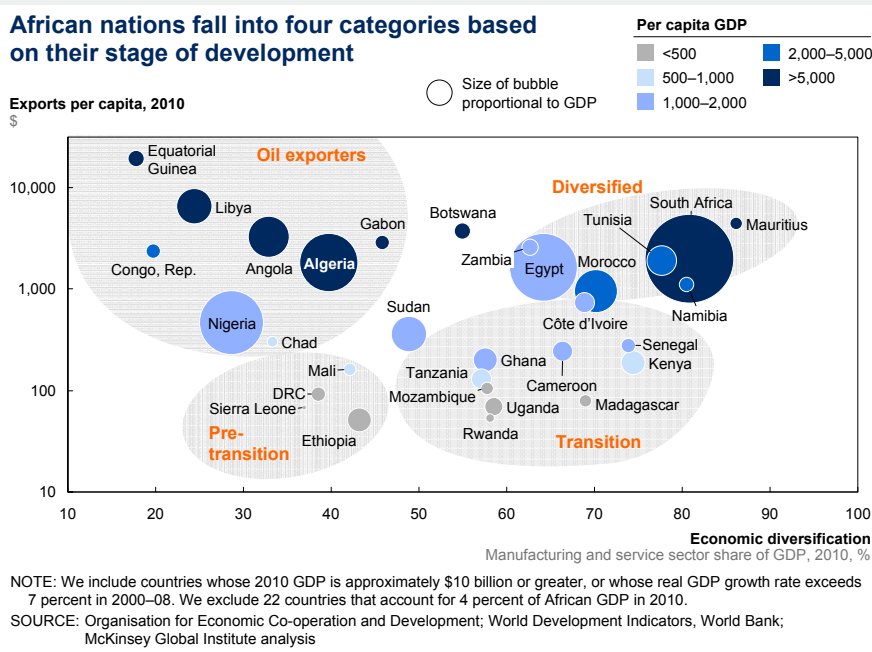 African nations fall into four categories based
on their stage of development
Per capita GDP
<500
500–1,000
1,000–2,000
2,000–5,000
>5,000
Size of bubble
proportional to GDP
Exports per capita, 2010
$
10,000
1,000
100
10
Equatorial
Guinea
Oil exporters
Libya
Congo, Rep.
Angola
Algeria
Gabon
Nigeria
Chad
Botswana
Diversified
South Africa
Tunisia
Mauritius
Zambia
Egypt
Morocco
Namibia
Côte d’Ivoire
Sudan
Mali
DRC
Sierra Leone
Ethiopia
Pre-
transition
Ghana
Tanzania
Mozambique
Uganda
Rwanda
Cameroon
Senegal
Kenya
Madagascar
Transition
10 20 30 40 50 60 70 80 90 100
Economic diversification
Manufacturing and service sector share of GDP, 2010, %
NOTE: We include countries whose 2010 GDP is approximately $10 billion or greater, or whose real GDP growth rate exceeds
7 percent in 2000–08. We exclude 22 countries that account for 4 percent of African GDP in 2010.
SOURCE: Organisation for Economic Co-operation and Development; World Development Indicators, World Bank;
McKinsey Global Institute analysis